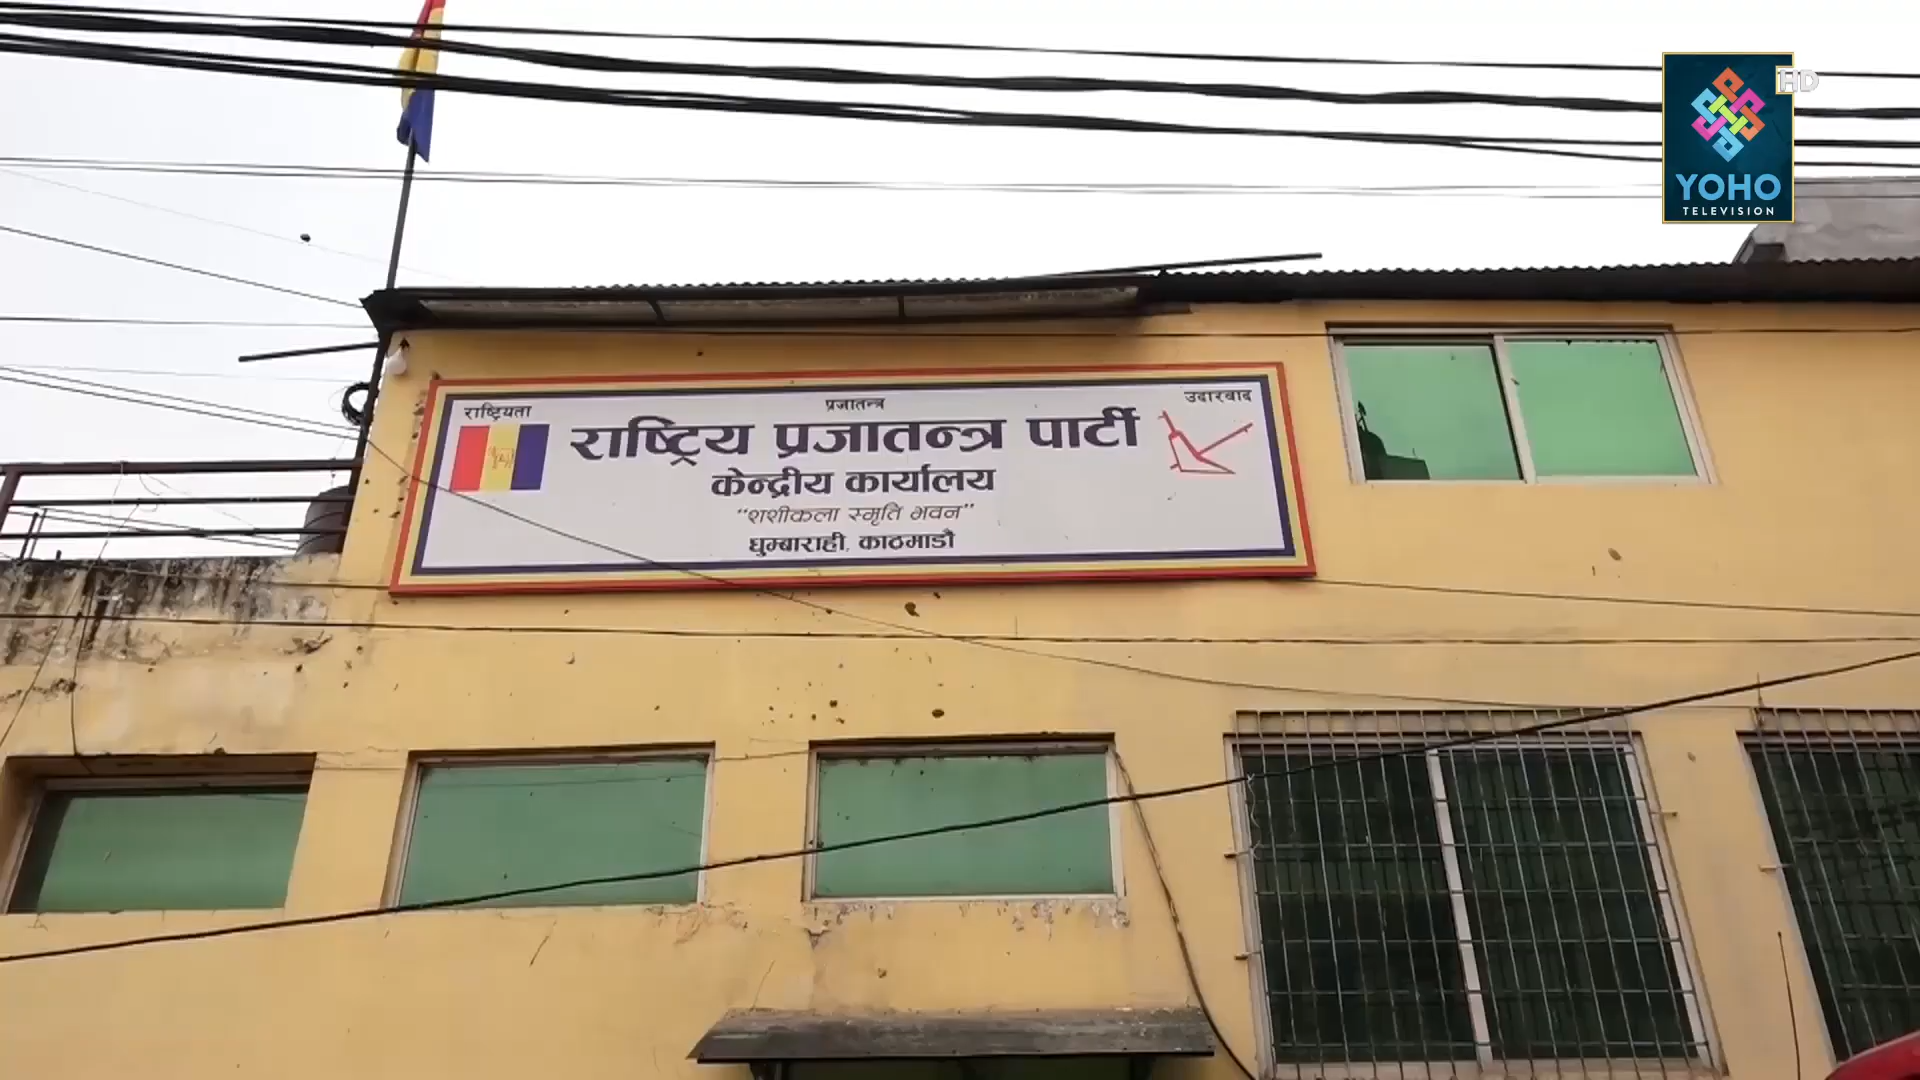 राष्ट्रियता
प्रजातन्त्र
उदारवाद
राष्ट्रिय प्रजातन्त्र पार्टी
केन्द्रीय कार्यालय
"शशीकला स्मृति भवन"
धुम्बाराही, काठमाडौ
HD
YOHO
TELEVISION